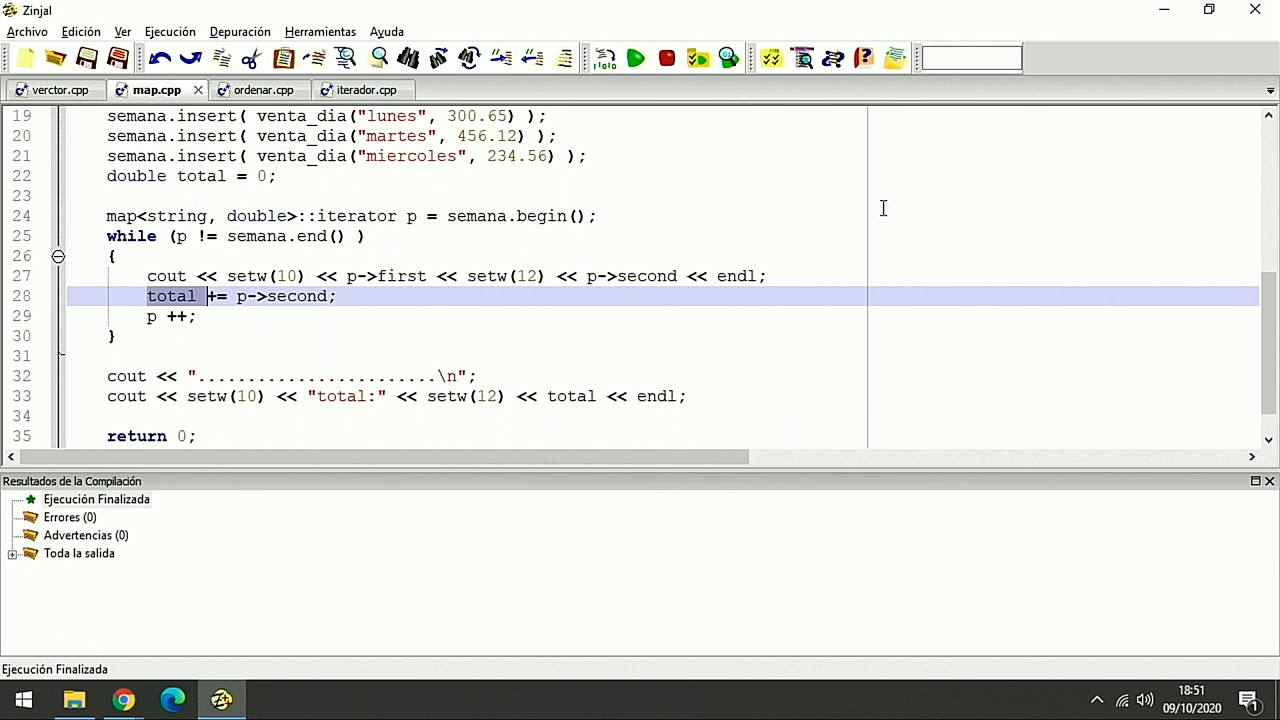 Zinjal
Archivo Edición Ver Ejecución Depuración Herramientas Ayuda
verctor.cpp map.cpp ordenar.cpp iterador.cpp
19 semana.insert( venta_dia("lunes", 300.65) );
20 semana.insert( venta_dia("martes", 456.12) );
21 semana.insert( venta_dia("miercoles", 234.56) );
22 double total = 0;
23
24 map<string, double>::iterator p = semana.begin();
25 while (p != semana.end() )
26 {
27 cout << setw(10) << p->first << setw(12) << p->second << endl;
28 total += p->second;
29 p ++;
30 }
31
32 cout << "........................\n";
33 cout << setw(10) << "total:" << setw(12) << total << endl;
34
35 return 0;
Resultados de la Compilación
Ejecución Finalizada
Errores (0)
Advertencias (0)
Toda la salida
Ejecución Finalizada
18:51
09/10/2020
1